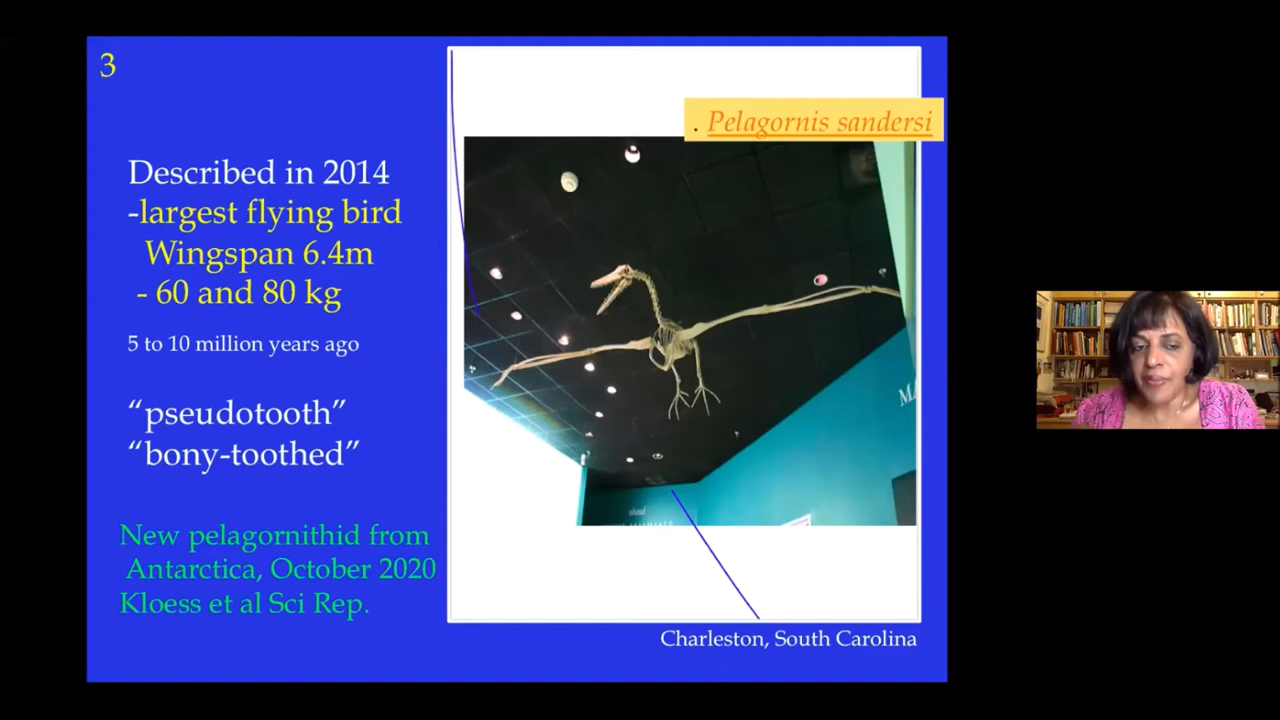 3
. Pelagornis sandersi
Described in 2014
-largest flying bird
Wingspan 6.4m
- 60 and 80 kg
5 to 10 million years ago
“pseudotooth”
“bony-toothed”
New pelagornithid from
Antarctica, October 2020
Kloess et al Sci Rep.
Charleston, South Carolina